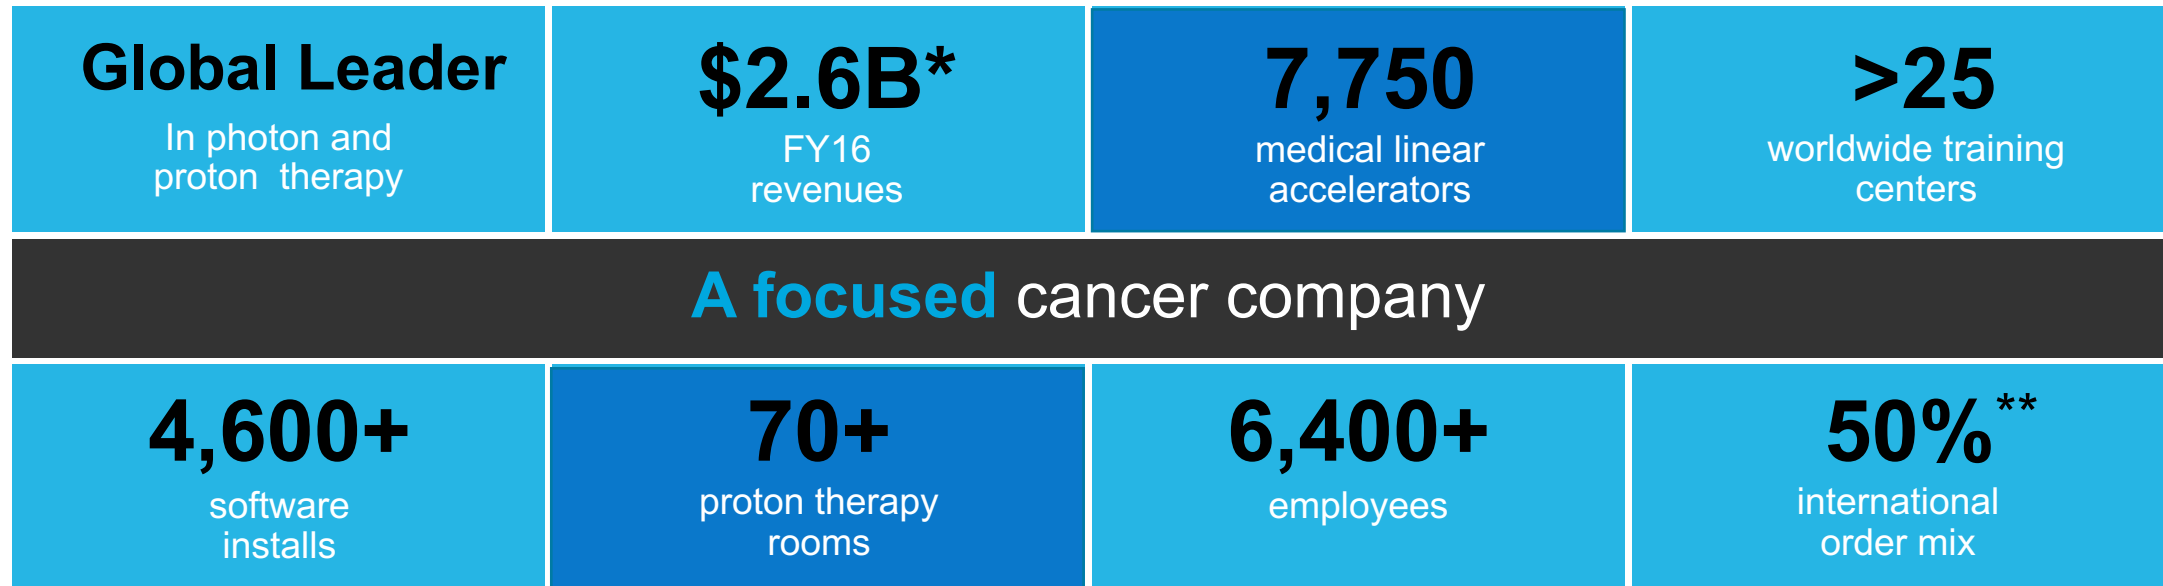 Global Leader
In photon and
proton therapy
$2.6B*
FY16
revenues
7,750
medical linear
accelerators
>25
worldwide training
centers
A focused cancer company
4,600+
software
installs
70+
proton therapy
rooms
6,400+
employees
50%**
international
order mix